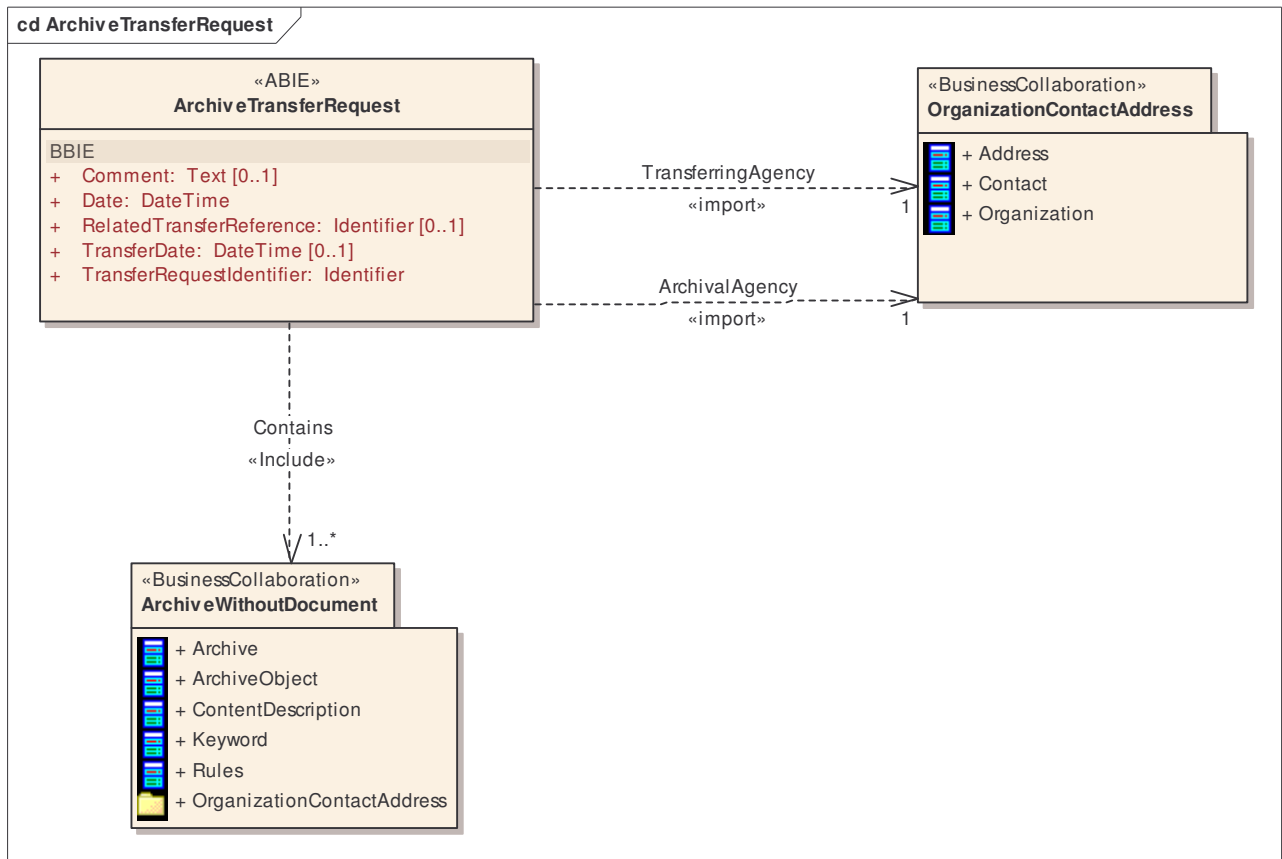 cd ArchiveTransferRequest
«ABIE»
ArchiveTransferRequest
BBIE
+ Comment: Text [0..1]
+ Date: DateTime
+ RelatedTransferReference: Identifier [0..1]
+ TransferDate: DateTime [0..1]
+ TransferRequestIdentifier: Identifier
«BusinessCollaboration»
OrganizationContactAddress
+ Address
+ Contact
+ Organization
TransferringAgency
«import»
1
ArchivalAgency
«import»
1
Contains
«Include»
1..*
«BusinessCollaboration»
ArchiveWithoutDocument
+ Archive
+ ArchiveObject
+ ContentDescription
+ Keyword
+ Rules
+ OrganizationContactAddress